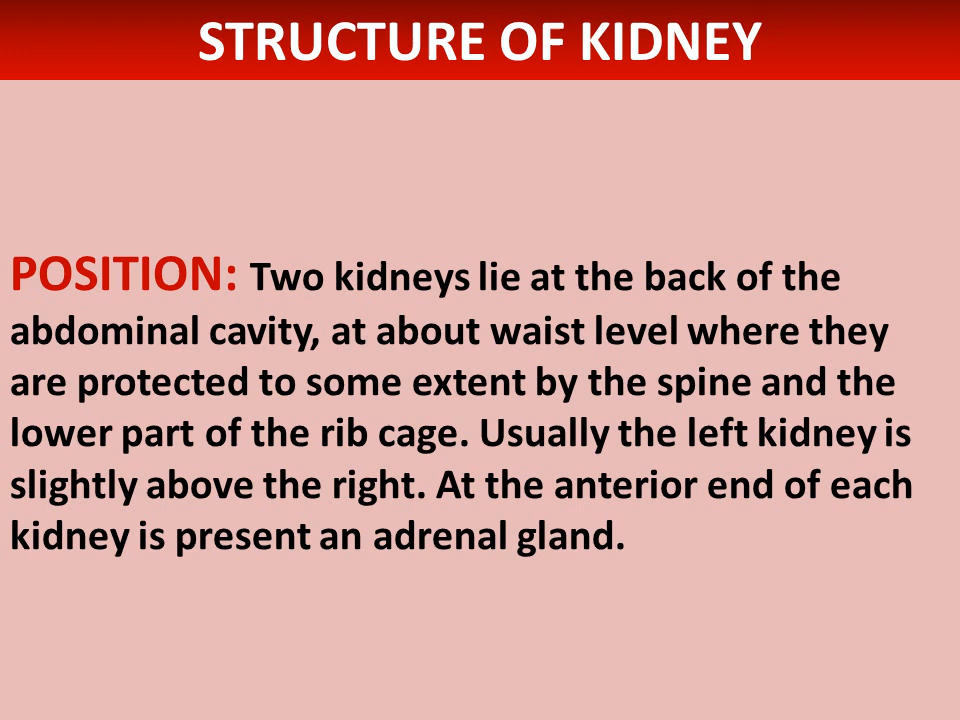 STRUCTURE OF KIDNEY
POSITION: Two kidneys lie at the back of the
abdominal cavity, at about waist level where they
are protected to some extent by the spine and the
lower part of the rib cage. Usually the left kidney is
slightly above the right. At the anterior end of each
kidney is present an adrenal gland.